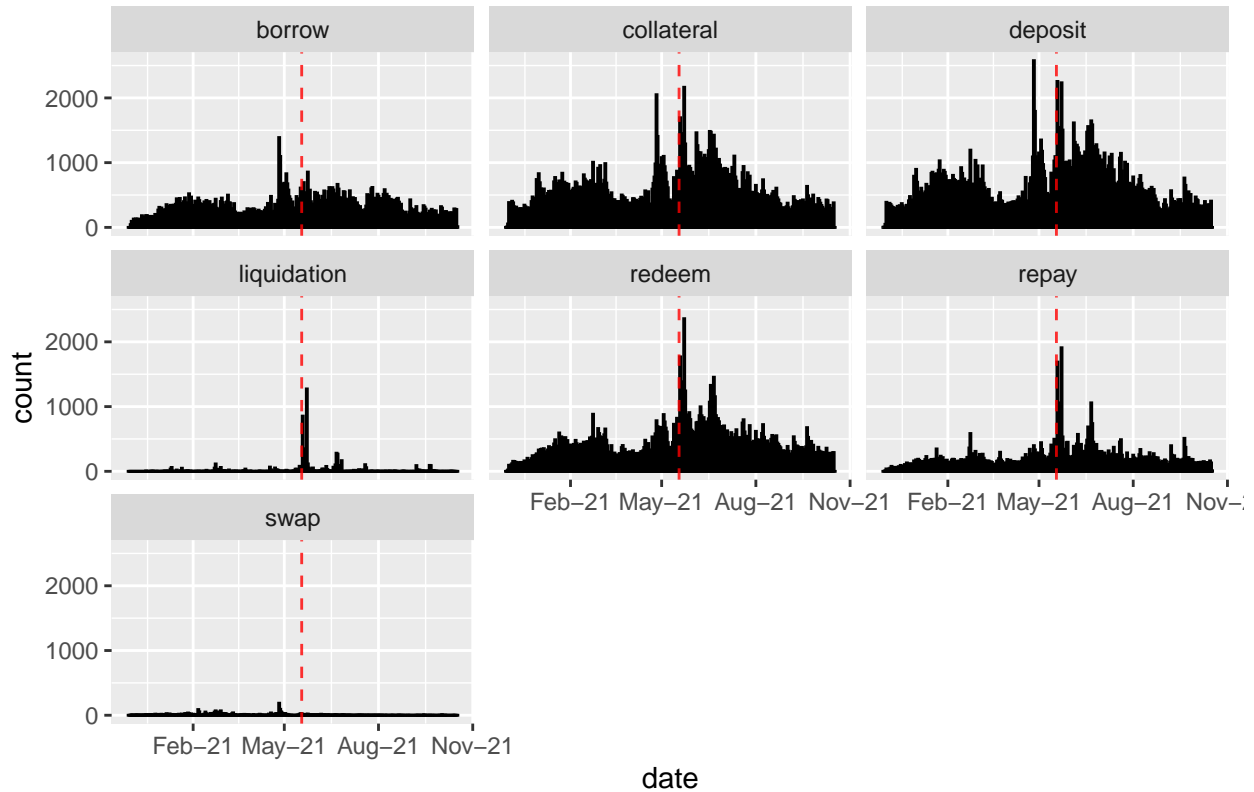 borrow collateral deposit
2000
1000
0
liquidation redeem repay
2000
1000
0
count
Feb−21 May−21 Aug−21 Nov−21 Feb−21 May−21 Aug−21 Nov−2
swap
2000
1000
0
Feb−21 May−21 Aug−21 Nov−21
date